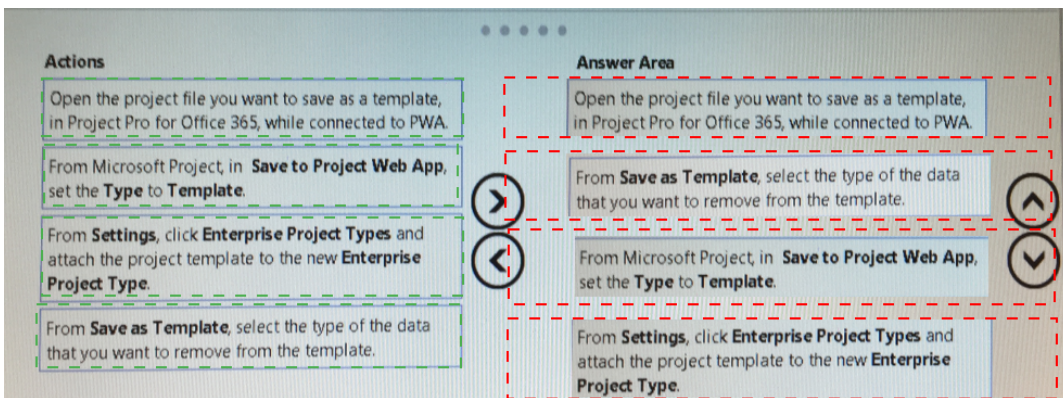 Actions
Open the project file you want to save as a template,
in Project Pro for Office 365, while connected to PWA.
From Microsoft Project, in Save to Project Web App,
set the Type to Template.
From Settings, click Enterprise Project Types and
attach the project template to the new Enterprise
Project Type.
From Save as Template, select the type of the data
that you want to remove from the template.
Answer Area
Open the project file you want to save as a template,
in Project Pro for Office 365, while connected to PWA.
From Save as Template, select the type of the data
that you want to remove from the template.
From Microsoft Project, in Save to Project Web App,
set the Type to Template.
From Settings, click Enterprise Project Types and
attach the project template to the new Enterprise
Project Type.